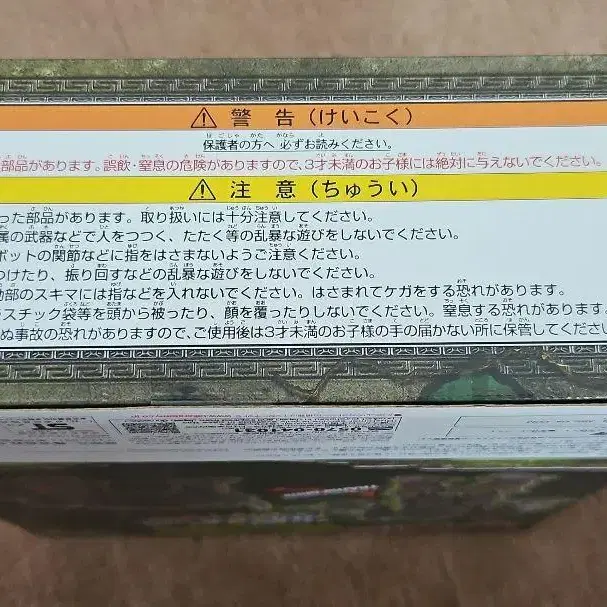 ⚠ 警告(けいこく)
保護者の方へ 必ずお読みください。
部品があります。誤飲・窒息の危険がありますので、3才未満のお子様には絶対に与えないでください。
⚠ 注意(ちゅうい)
った部品があります。取り扱いには十分注意してください。
属の武器などで人をつつく、たたく等の乱暴な遊びをしないでください。
ボットの関節などに指をはさまないようご注意ください。
つけたり、振り回すなどの乱暴な遊びをしないでください。
動部のスキマには指などを入れないでください。はさまれてケガをする恐れがあります。
スチック袋等を頭から被ったり、顔を覆ったりしないでください。窒息する恐れがあります。
ぬ事故の恐れがありますので、ご使用後は3才未満のお子様の手の届かない所に保管してくださ